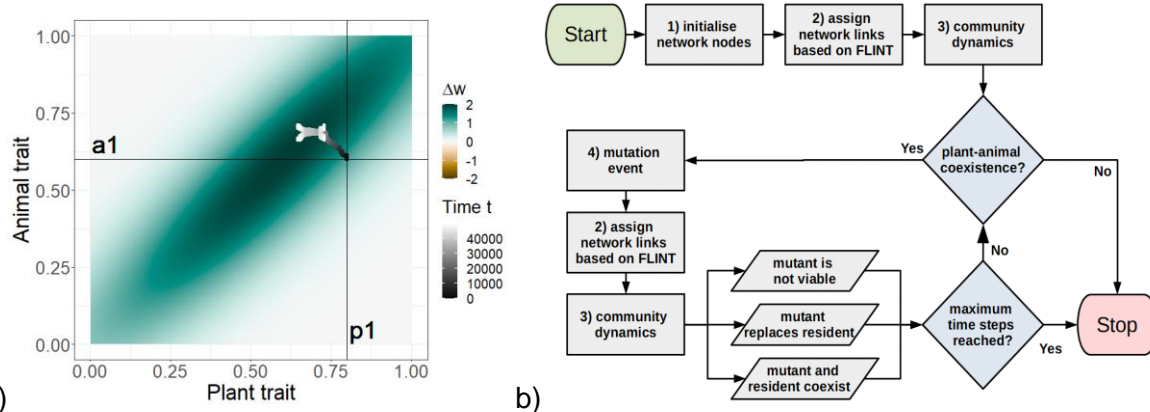 1.00
0.75
0.50
0.25
0.00
Animal trait
a1
p1
0.00
0.25
0.50
0.75
1.00
Plant trait
Δw
2
1
0
-1
-2
Time t
40000
30000
20000
10000
0
)
b)
Start
1) initialise
network nodes
2) assign
network links
based on FLINT
3) community
dynamics
plant-animal
coexistence?
Yes
No
4) mutation
event
2) assign
network links
based on FLINT
3) community
dynamics
mutant is
not viable
mutant
replaces resident
mutant and
resident coexist
maximum
time steps
reached?
No
Yes
Stop